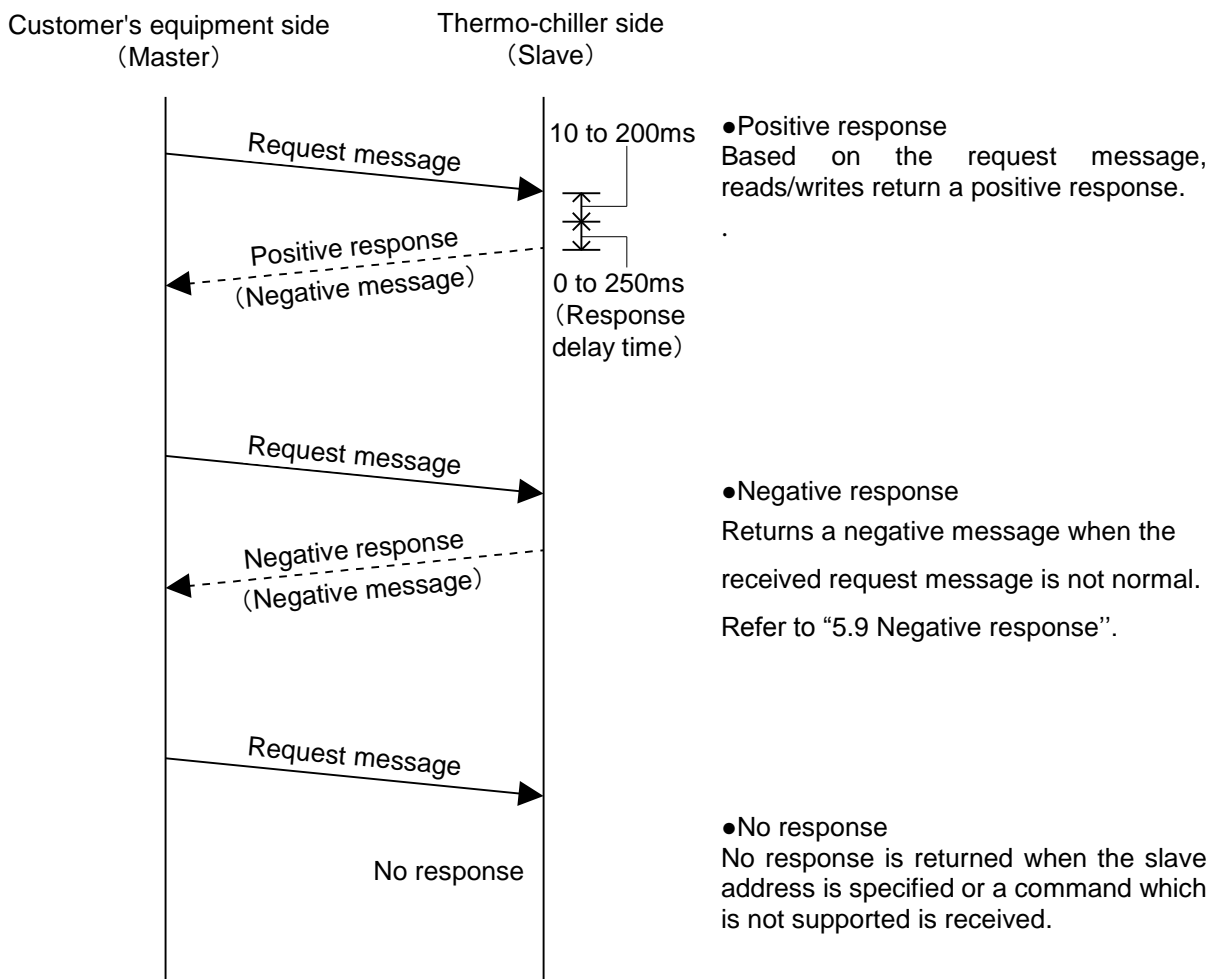 Customer's equipment side
（Master）
Thermo-chiller side
（Slave）
Request message
10 to 200ms
●Positive response
Based on the request message,
reads/writes return a positive response.
.
Positive response
（Negative message）
0 to 250ms
（Response
delay time）
Request message
●Negative response
Returns a negative message when the
received request message is not normal.
Refer to “5.9 Negative response’’.
Negative response
（Negative message）
Request message
●No response
No response is returned when the slave
address is specified or a command which
is not supported is received.
No response